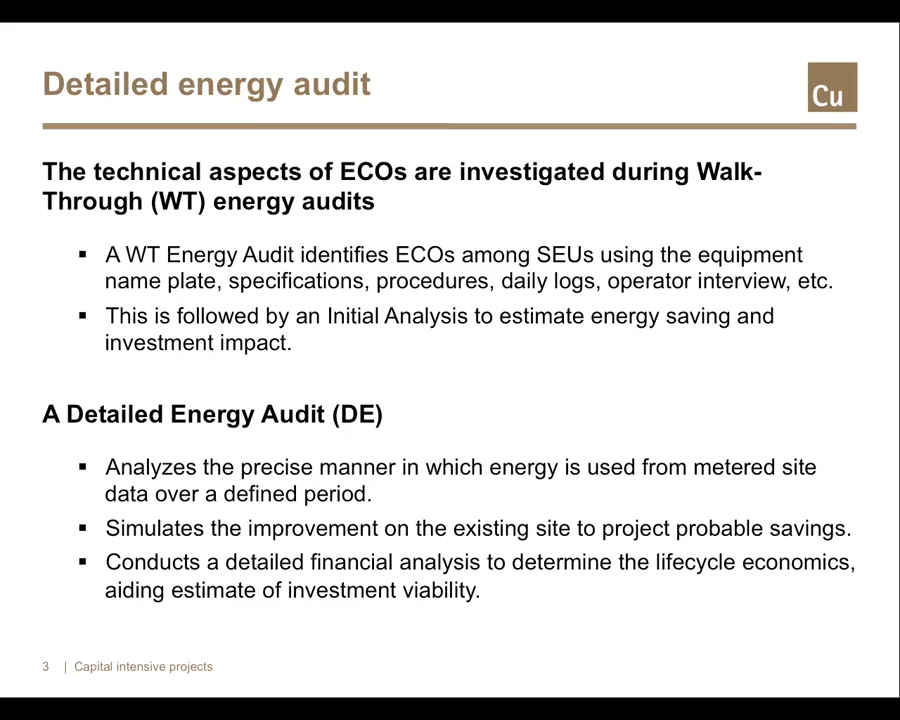 Detailed energy audit
Cu
The technical aspects of ECOs are investigated during Walk-
Through (WT) energy audits
▪ A WT Energy Audit identifies ECOs among SEUs using the equipment
name plate, specifications, procedures, daily logs, operator interview, etc.
▪ This is followed by an Initial Analysis to estimate energy saving and
investment impact.
A Detailed Energy Audit (DE)
▪ Analyzes the precise manner in which energy is used from metered site
data over a defined period.
▪ Simulates the improvement on the existing site to project probable savings.
▪ Conducts a detailed financial analysis to determine the lifecycle economics,
aiding estimate of investment viability.
3 | Capital intensive projects